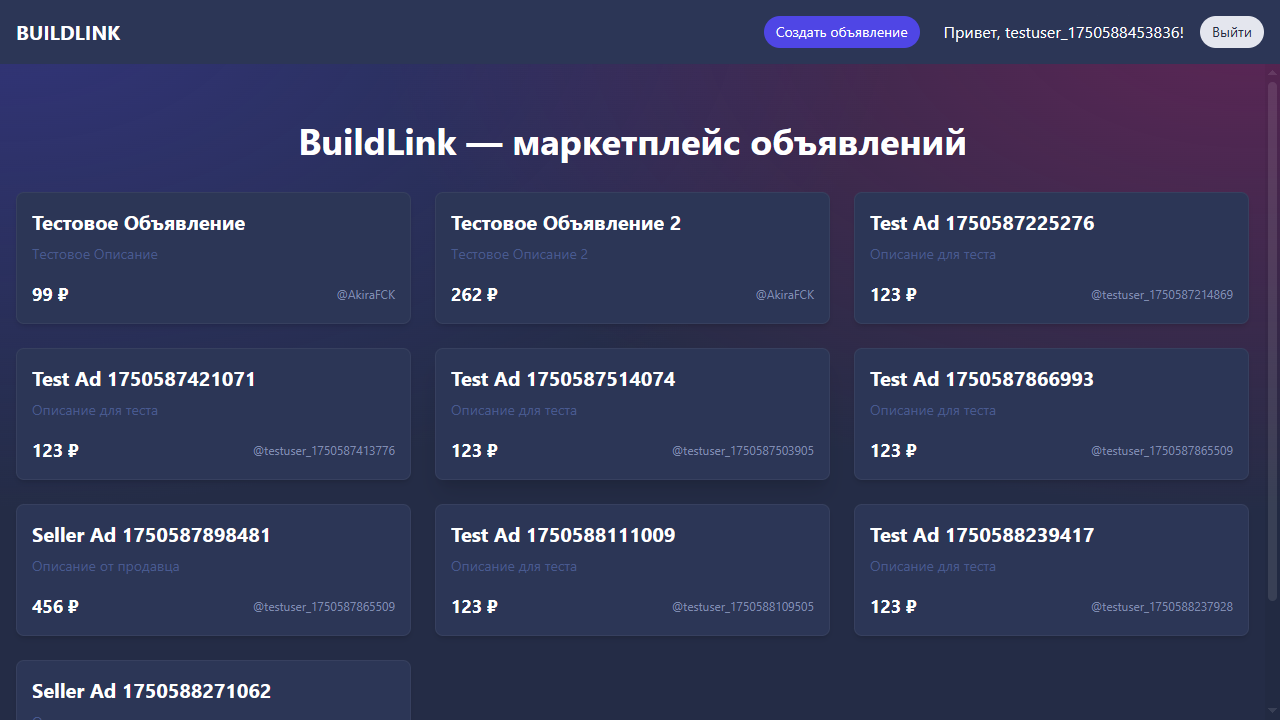 BUILDLINK
Создать объявление
Привет, testuser_1750588453836!
Выйти
BuildLink — маркетплейс объявлений
Тестовое Объявление
Тестовое Описание
99 ₽
@AkiraFCK
Тестовое Объявление 2
Тестовое Описание 2
262 ₽
@AkiraFCK
Test Ad 1750587225276
Описание для теста
123 ₽
@testuser_1750587214869
Test Ad 1750587421071
Описание для теста
123 ₽
@testuser_1750587413776
Test Ad 1750587514074
Описание для теста
123 ₽
@testuser_1750587503905
Test Ad 1750587866993
Описание для теста
123 ₽
@testuser_1750587865509
Seller Ad 1750587898481
Описание от продавца
456 ₽
@testuser_1750587865509
Test Ad 1750588111009
Описание для теста
123 ₽
@testuser_1750588109505
Test Ad 1750588239417
Описание для теста
123 ₽
@testuser_1750588237928
Seller Ad 1750588271062